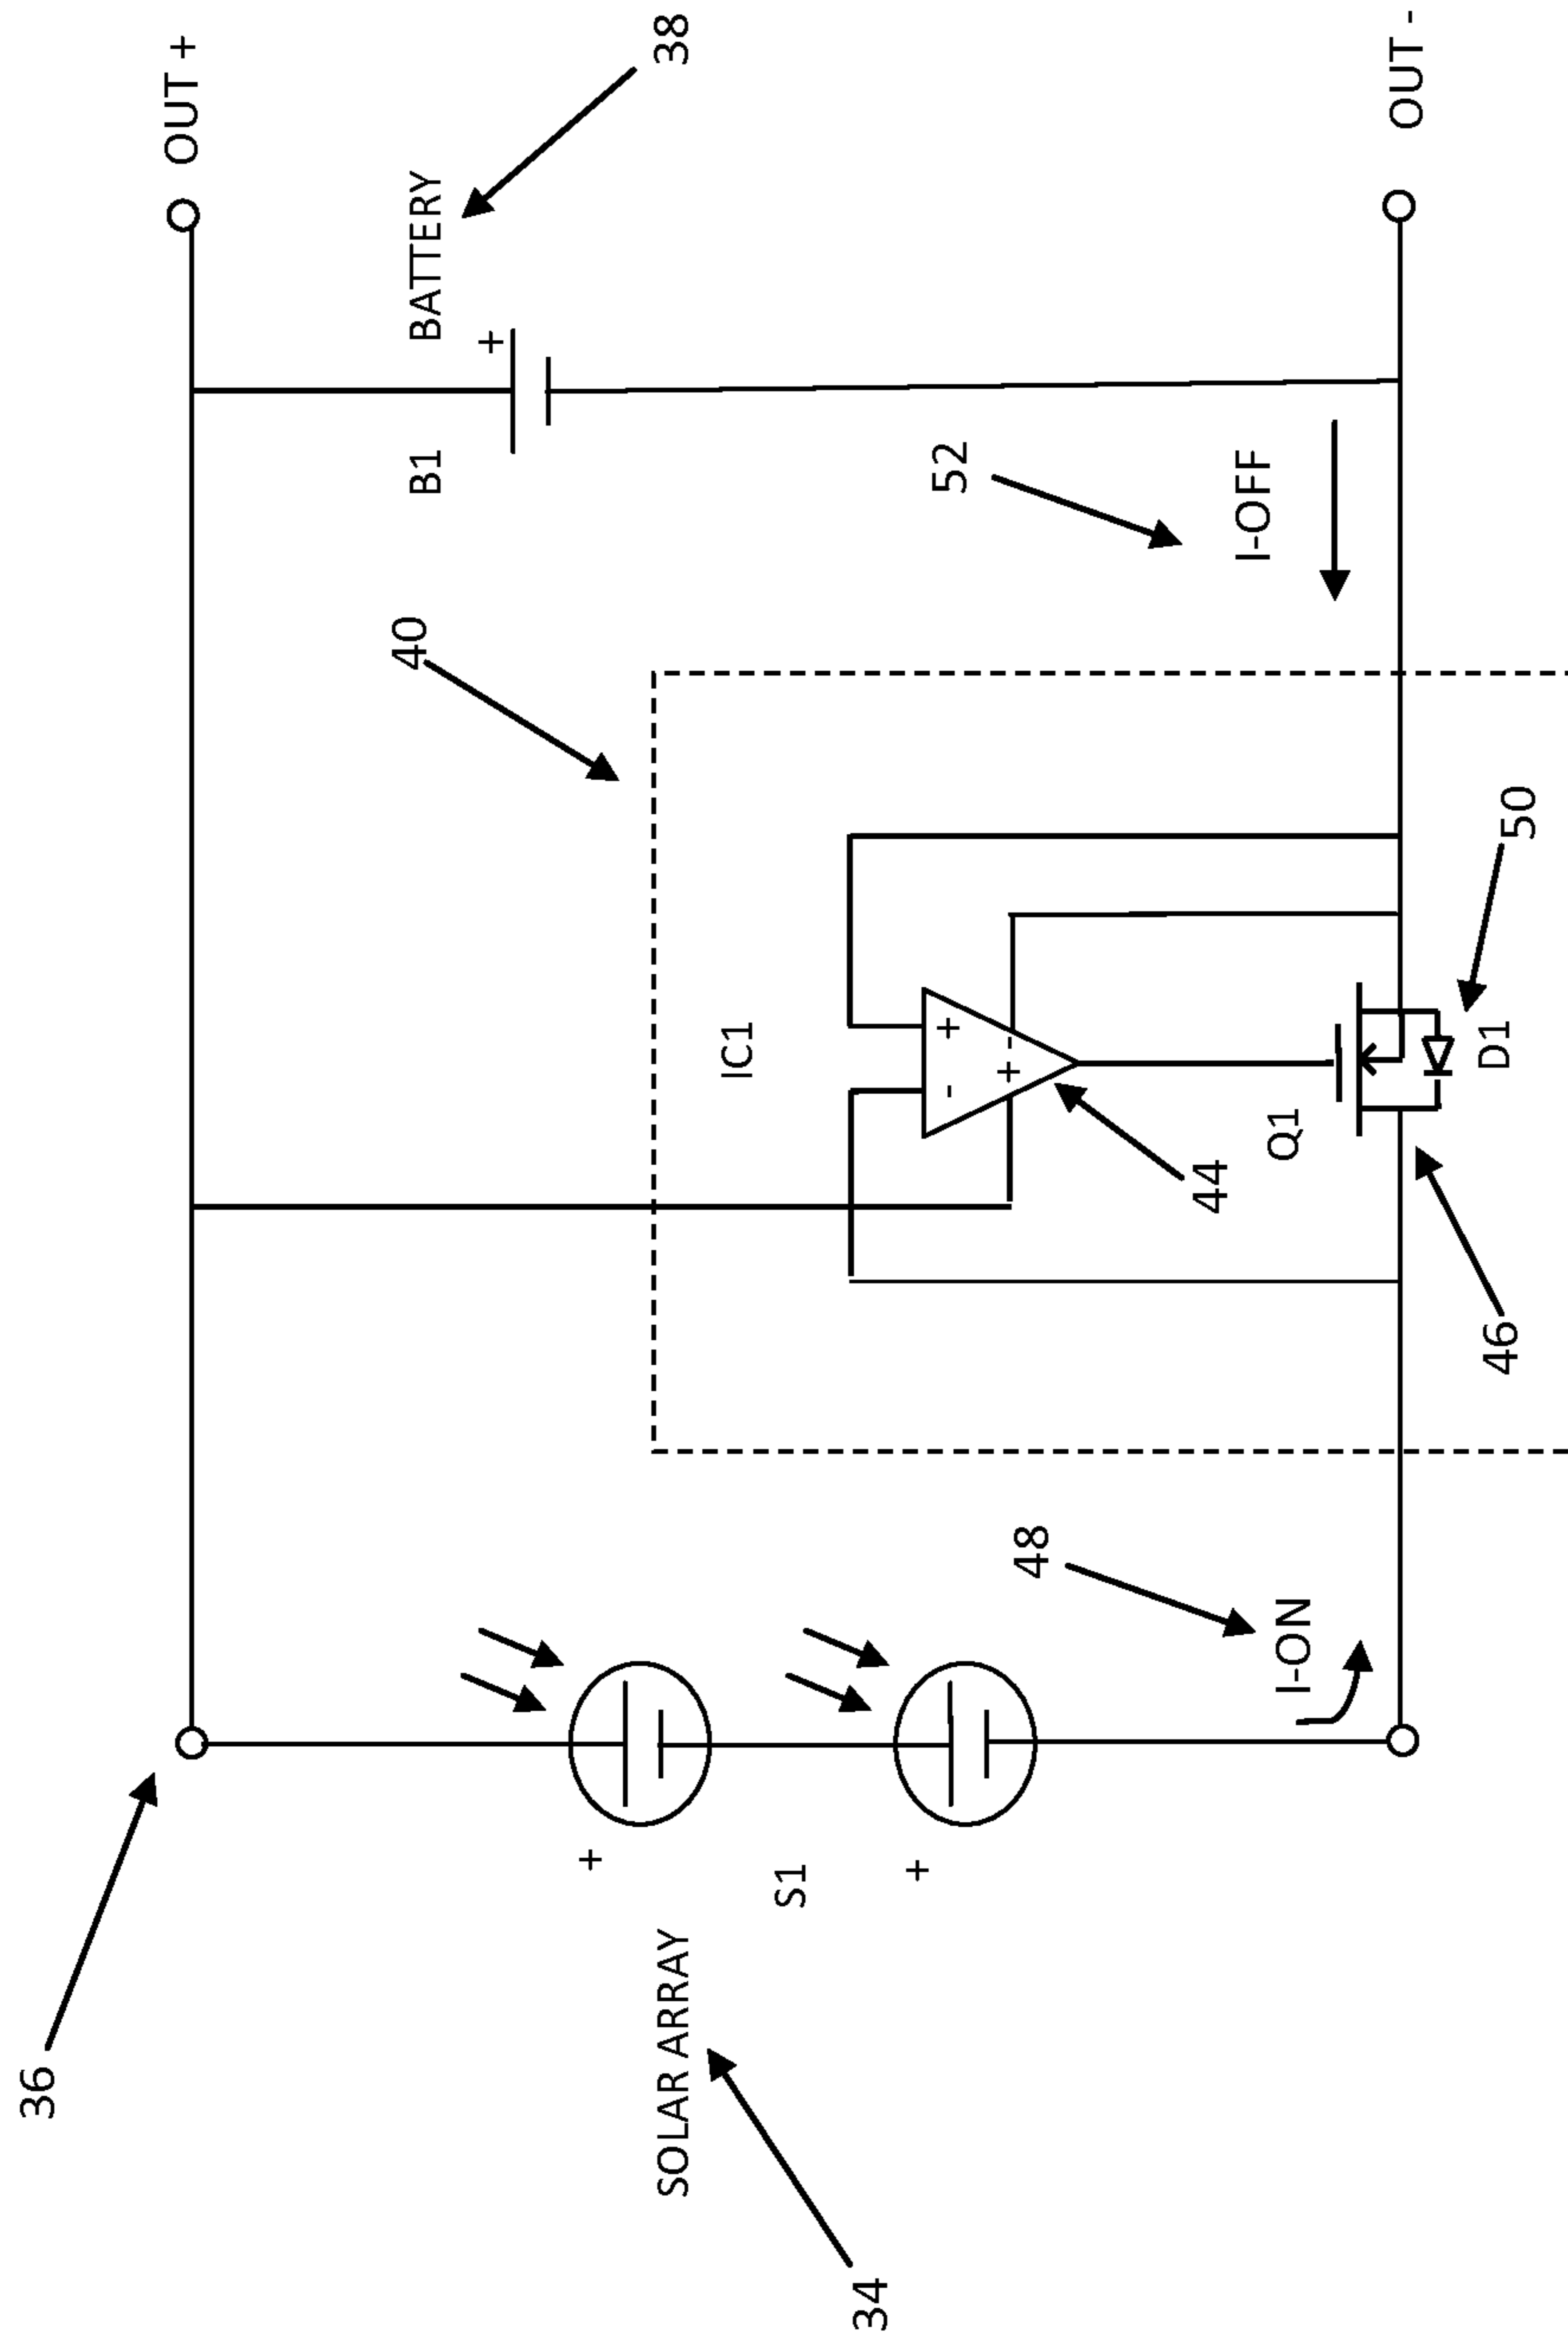 36
OUT +
40
B1
BATTERY
+
+
SOLAR ARRAY
38
IC1
S1
34
+
- +
52
+ -
48
44
I-OFF
Q1
I-ON
OUT -
D1
46
50